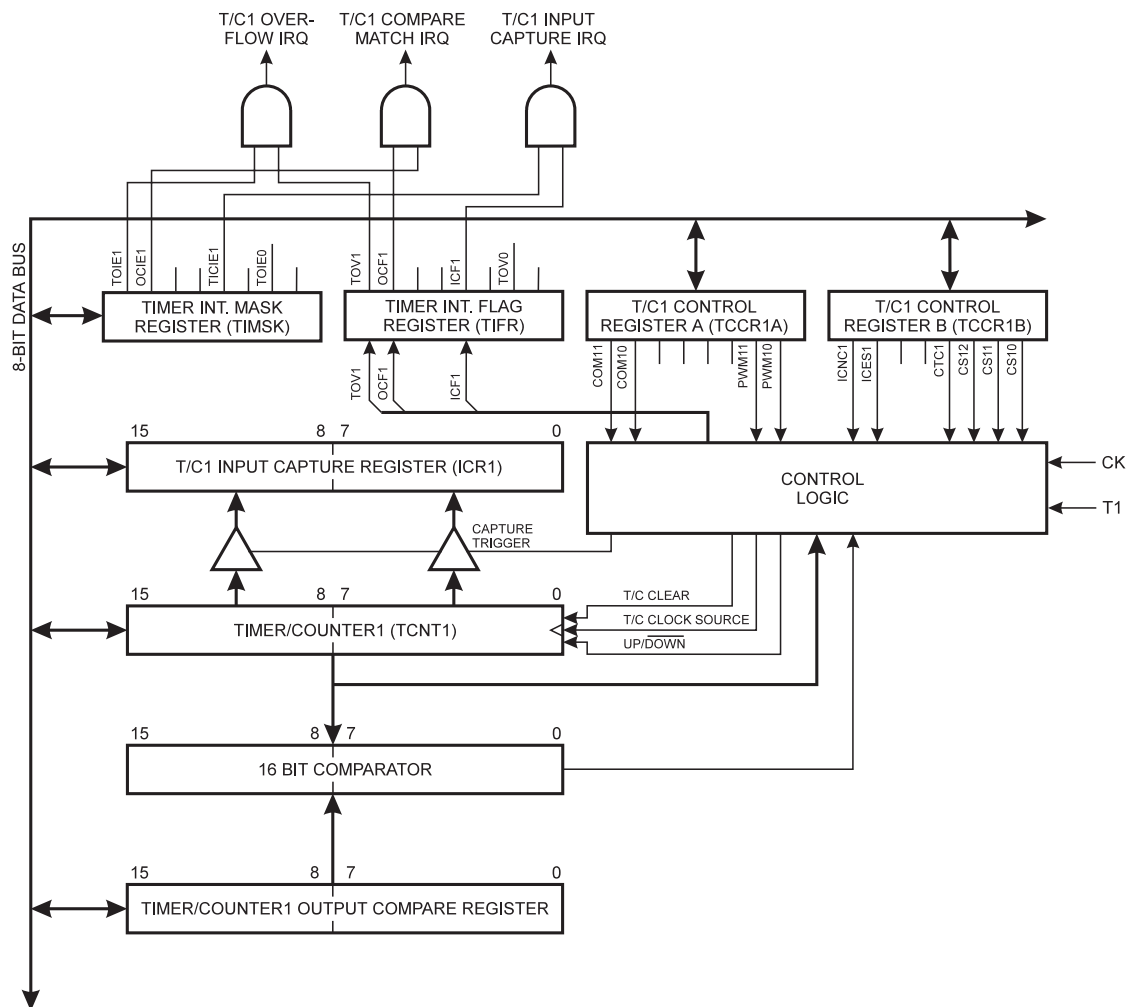 T/C1 OVER-
FLOW IRQ
T/C1 COMPARE
MATCH IRQ
T/C1 INPUT
CAPTURE IRQ
8-BIT DATA BUS
TOIE1
OCIE1
TICIE1
TOIE0
TOV1
OCF1
ICF1
TOV0
TIMER INT. MASK
REGISTER (TIMSK)
TIMER INT. FLAG
REGISTER (TIFR)
T/C1 CONTROL
REGISTER A (TCCR1A)
T/C1 CONTROL
REGISTER B (TCCR1B)
TOV1
OCF1
ICF1
COM11
COM10
PWM11
PWM10
ICNC1
ICES1
CTC1
CS12
CS11
CS10
15 8 7 0
T/C1 INPUT CAPTURE REGISTER (ICR1)
CONTROL
LOGIC
CK
T1
CAPTURE
TRIGGER
15 8 7 0
TIMER/COUNTER1 (TCNT1)
T/C CLEAR
T/C CLOCK SOURCE
UP/DOWN
15 8 7 0
16 BIT COMPARATOR
15 8 7 0
TIMER/COUNTER1 OUTPUT COMPARE REGISTER